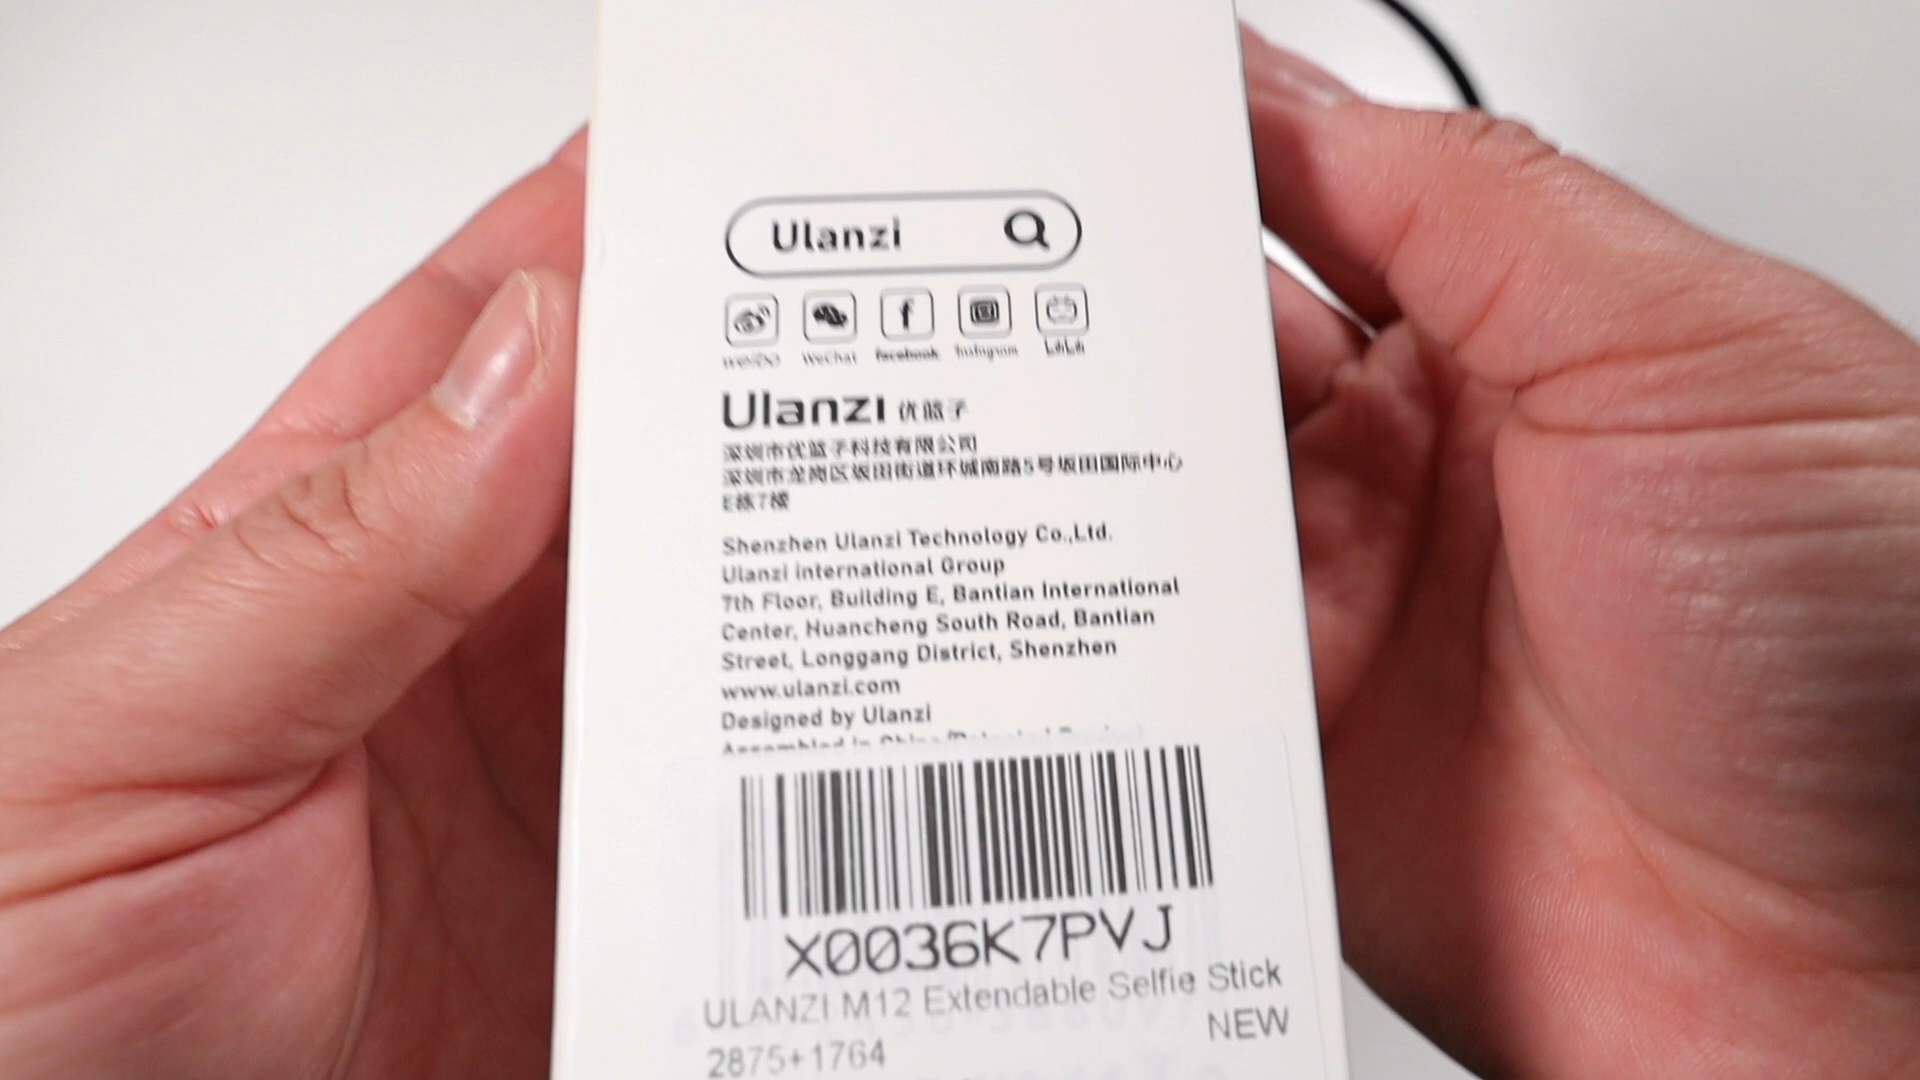 Ulanzi
weibo WeChat facebook Instagram
Ulanzi 优篮子
深圳市优篮子科技有限公司
深圳市龙岗区坂田街道环城南路5号坂田国际中心
E栋7楼
Shenzhen Ulanzi Technology Co.,Ltd.
Ulanzi international Group
7th Floor, Building E, Bantian International
Center, Huancheng South Road, Bantian
Street, Longgang District, Shenzhen
www.ulanzi.com
Designed by Ulanzi
Assembled in China
X0036K7PVJ
ULANZI M12 Extendable Selfie Stick
NEW
2875+1764